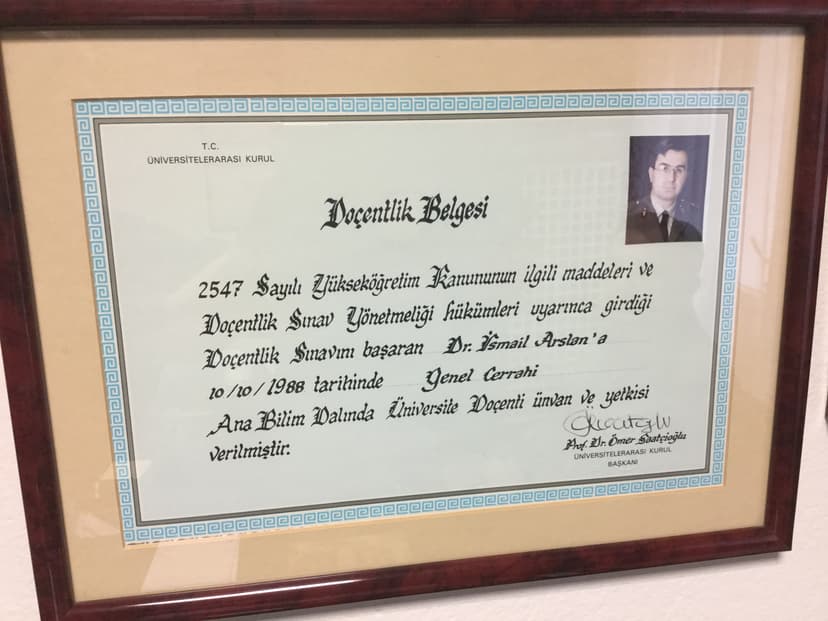 T.C.
ÜNİVERSİTELERARASI KURUL
Doçentlik Belgesi
2547 Sayılı Yükseköğretim Kanununun ilgili maddeleri ve
Doçentlik Sınav Yönetmeliği hükümleri uyarınca girdiği
Doçentlik Sınavını başaran Dr. İsmail Arslan'a
10/10/1988 tarihinde Genel Cerrahi
Ana Bilim Dalında Üniversite Doçenti ünvan ve yetkisi
verilmiştir.
Prof. Dr. Ömer Saatçioğlu
ÜNİVERSİTELERARASI KURUL
BAŞKANI